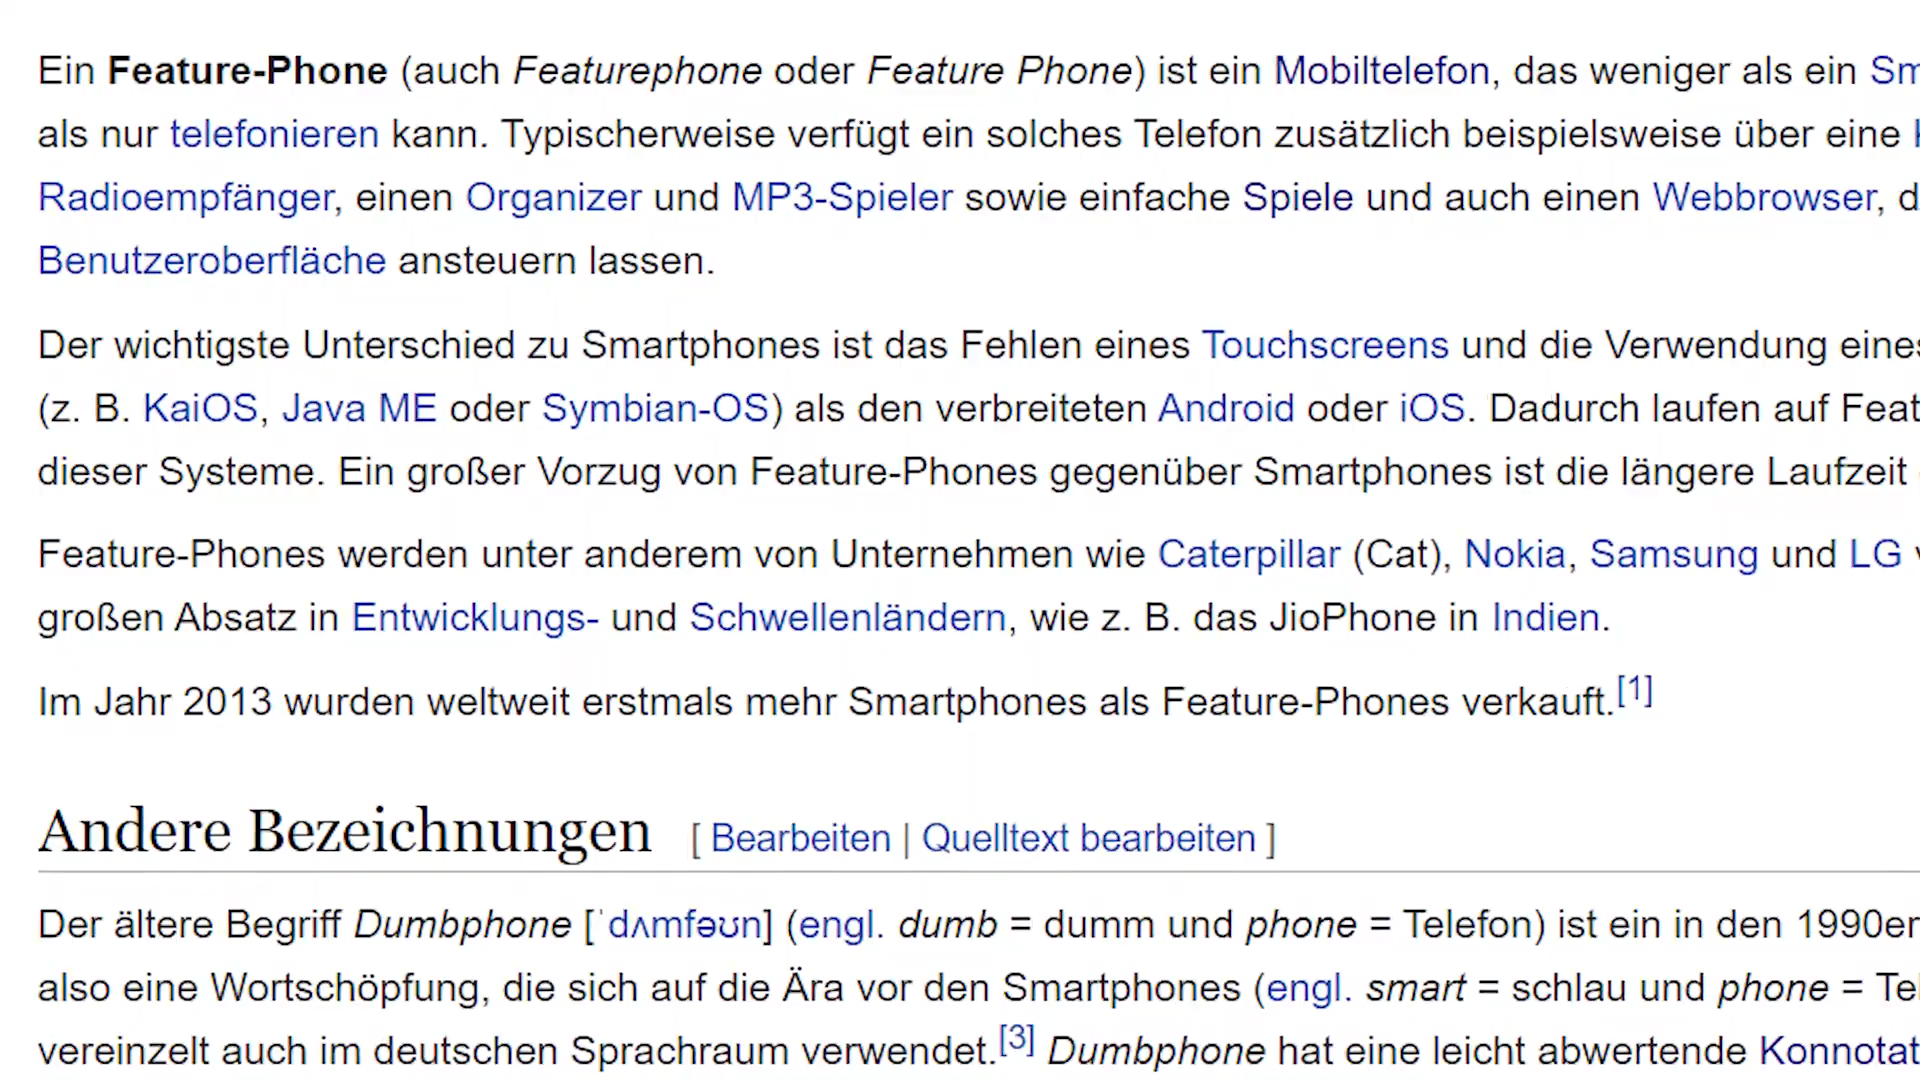 Ein Feature-Phone (auch Featurephone oder Feature Phone) ist ein Mobiltelefon, das weniger als ein
als nur telefonieren kann. Typischerweise verfügt ein solches Telefon zusätzlich beispielsweise über eine
Radioempfänger, einen Organizer und MP3-Spieler sowie einfache Spiele und auch einen Webbrowser,
Benutzeroberfläche ansteuern lassen.
Der wichtigste Unterschied zu Smartphones ist das Fehlen eines Touchscreens und die Verwendung
(z. B. KaiOS, Java ME oder Symbian-OS) als den verbreiteten Android oder iOS. Dadurch laufen auf
dieser Systeme. Ein großer Vorzug von Feature-Phones gegenüber Smartphones ist die längere Laufzeit
Feature-Phones werden unter anderem von Unternehmen wie Caterpillar (Cat), Nokia, Samsung und LG
großen Absatz in Entwicklungs- und Schwellenländern, wie z. B. das JioPhone in Indien.
Im Jahr 2013 wurden weltweit erstmals mehr Smartphones als Feature-Phones verkauft.[1]
Andere Bezeichnungen [ Bearbeiten | Quelltext bearbeiten ]
Der ältere Begriff Dumbphone [ˈdʌmfəʊn] (engl. dumb = dumm und phone = Telefon) ist ein in den 1990er
also eine Wortschöpfung, die sich auf die Ära vor den Smartphones (engl. smart = schlau und phone =
vereinzelt auch im deutschen Sprachraum verwendet.[3] Dumbphone hat eine leicht abwertende